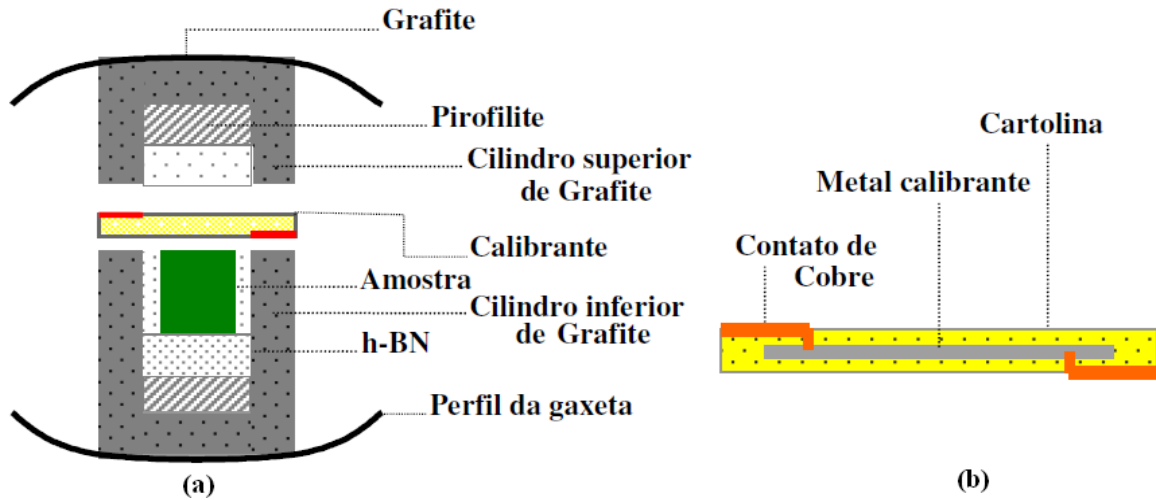 Grafite
Pirofilite
Cilindro superior
de Grafite
Calibrante
Amostra
Cilindro inferior
de Grafite
h-BN
Perfil da gaxeta
(a)
Cartolina
Metal calibrante
Contato de
Cobre
(b)